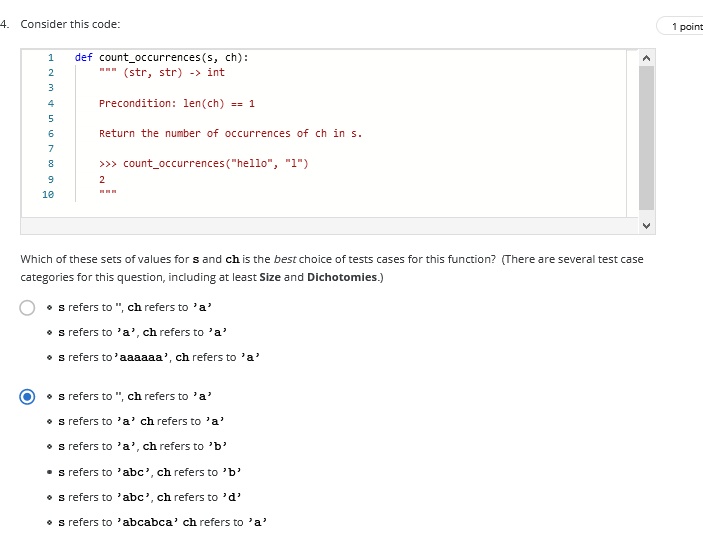 4. Consider this code:
1 point
1 def count_occurrences(s, ch):
2 """ (str, str) -> int
3
4 Precondition: len(ch) == 1
5
6 Return the number of occurrences of ch in s.
7
8 >>> count_occurrences("hello", "l")
9 2
10 """
Which of these sets of values for s and ch is the best choice of tests cases for this function? (There are several test case
categories for this question, including at least Size and Dichotomies.)
s refers to '', ch refers to 'a'
s refers to 'a', ch refers to 'a'
s refers to 'aaaaaa', ch refers to 'a'
s refers to '', ch refers to 'a'
s refers to 'a' ch refers to 'a'
s refers to 'a', ch refers to 'b'
s refers to 'abc', ch refers to 'b'
s refers to 'abc', ch refers to 'd'
s refers to 'abcabca' ch refers to 'a'